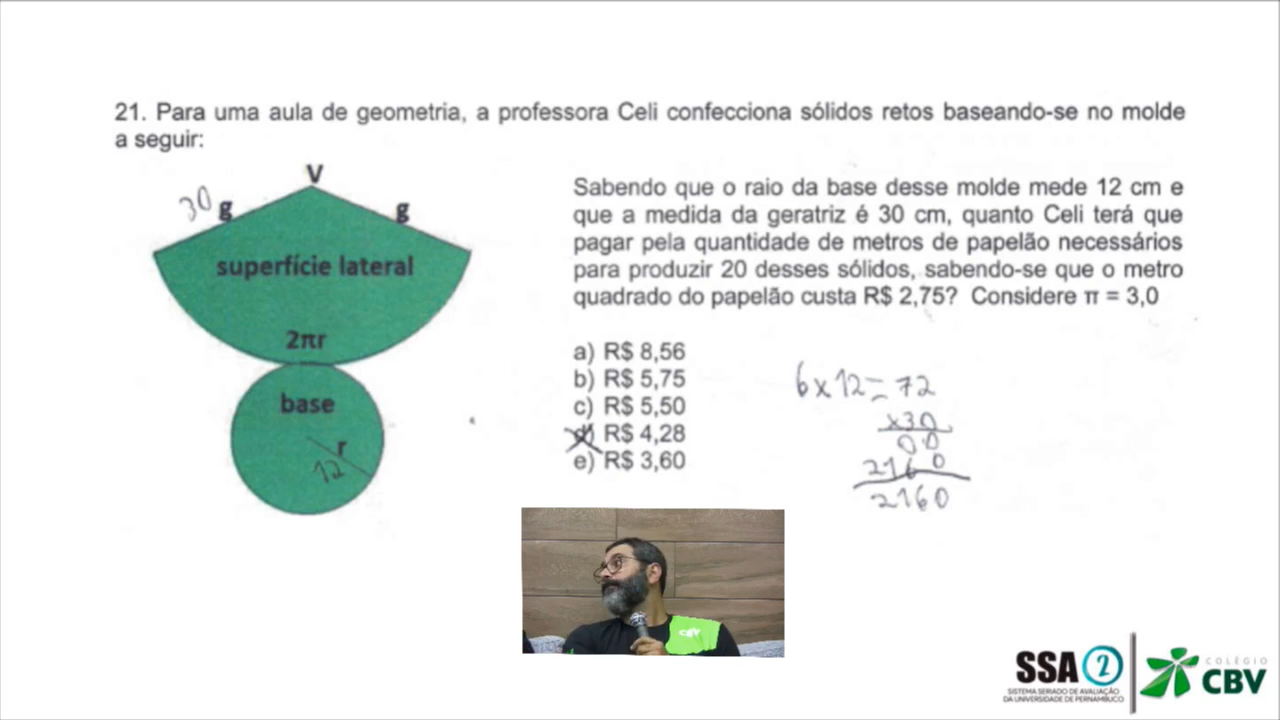 21. Para uma aula de geometria, a professora Celi confecciona sólidos retos baseando-se no molde
a seguir:
V
30
g
g
superfície lateral
2πr
base
r
12
Sabendo que o raio da base desse molde mede 12 cm e
que a medida da geratriz é 30 cm, quanto Celi terá que
pagar pela quantidade de metros de papelão necessários
para produzir 20 desses sólidos, sabendo-se que o metro
quadrado do papelão custa R$ 2,75? Considere π = 3,0
a) R$ 8,56
b) R$ 5,75
c) R$ 5,50
d) R$ 4,28
e) R$ 3,60
6x12=72
x30
00
2160
2160
CBV
SSA 2
SISTEMA SERIADO DE AVALIAÇÃO
DA UNIVERSIDADE DE PERNAMBUCO
COLÉGIO
CBV